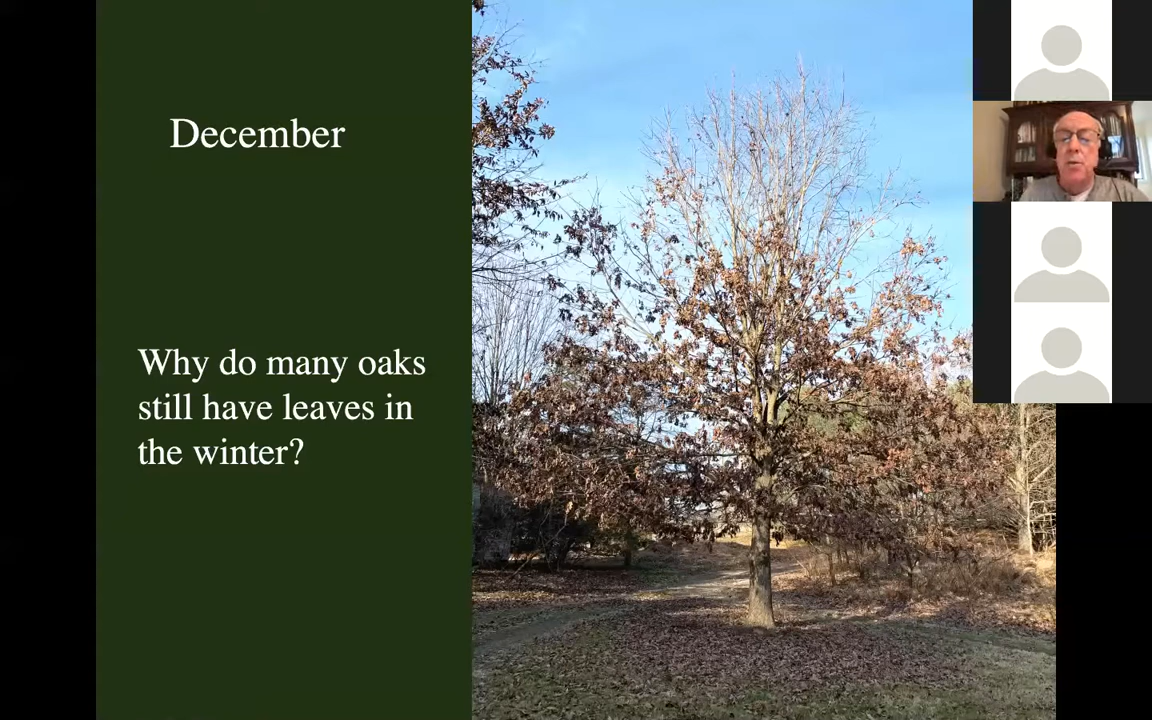 December
Why do many oaks
still have leaves in
the winter?